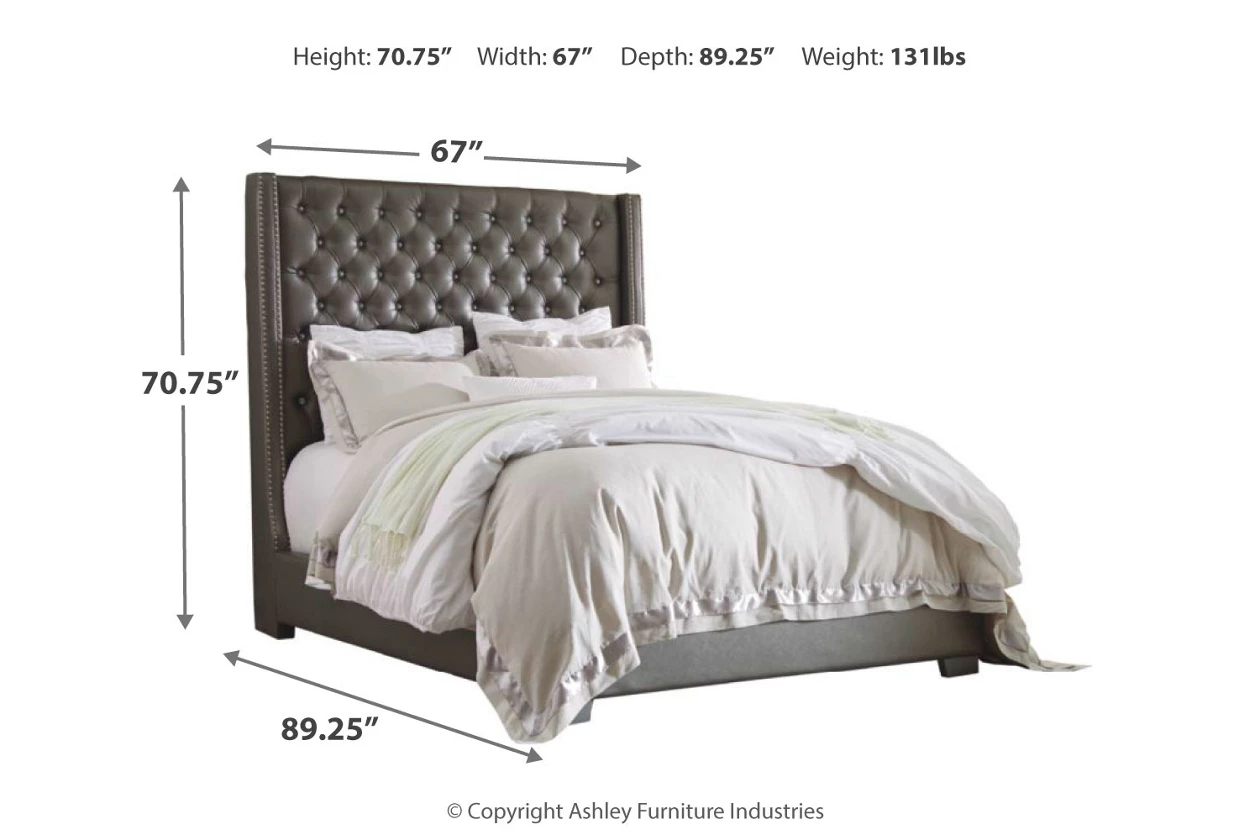 Height: 70.75” Width: 67” Depth: 89.25” Weight: 131lbs
67”
70.75”
89.25”
© Copyright Ashley Furniture Industries